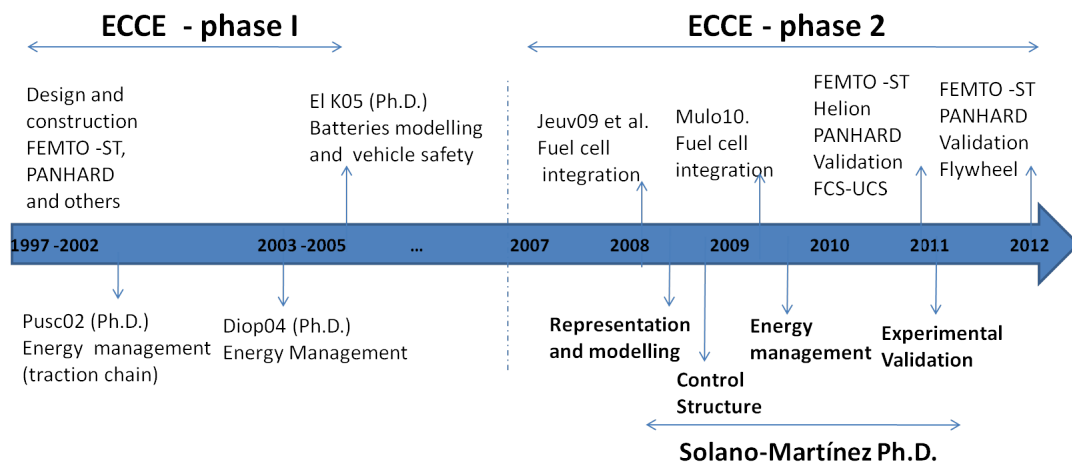 ECCE - phase I
ECCE - phase 2
Design and
construction
FEMTO -ST,
PANHARD
and others
El K05 (Ph.D.)
Batteries modelling
and vehicle safety
Jeuv09 et al.
Fuel cell
integration
Mulo10.
Fuel cell
integration
FEMTO -ST
Helion
PANHARD
Validation
FCS-UCS
FEMTO -ST
PANHARD
Validation
Flywheel
1997 -2002 2003 -2005 ... 2007 2008 2009 2010 2011 2012
Pusc02 (Ph.D.)
Energy management
(traction chain)
Diop04 (Ph.D.)
Energy Management
Representation
and modelling
Control
Structure
Energy
management
Experimental
Validation
Solano-Martínez Ph.D.